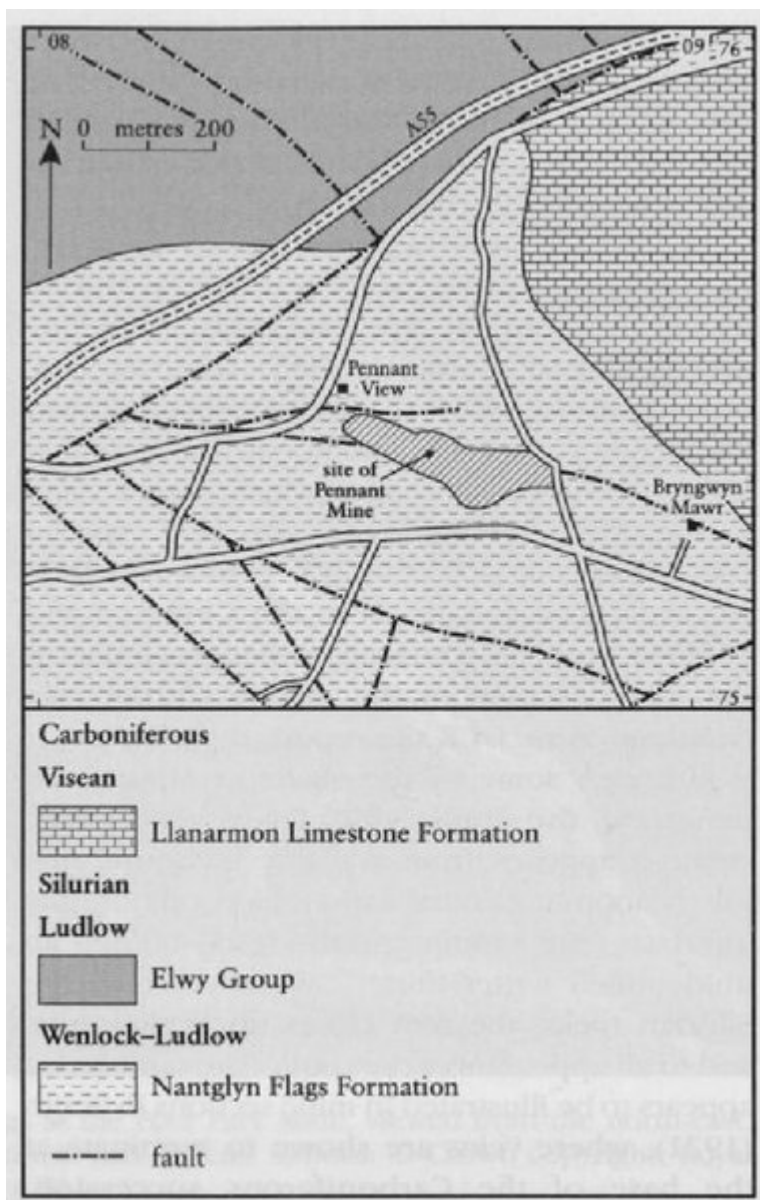 08
09 76
A55
N 0 metres 200
Pennant
View
site of
Pennant
Mine
Bryngwyn
Mawr
75
Carboniferous
Visean
Llanarmon Limestone Formation
Silurian
Ludlow
Elwy Group
Wenlock–Ludlow
Nantglyn Flags Formation
fault